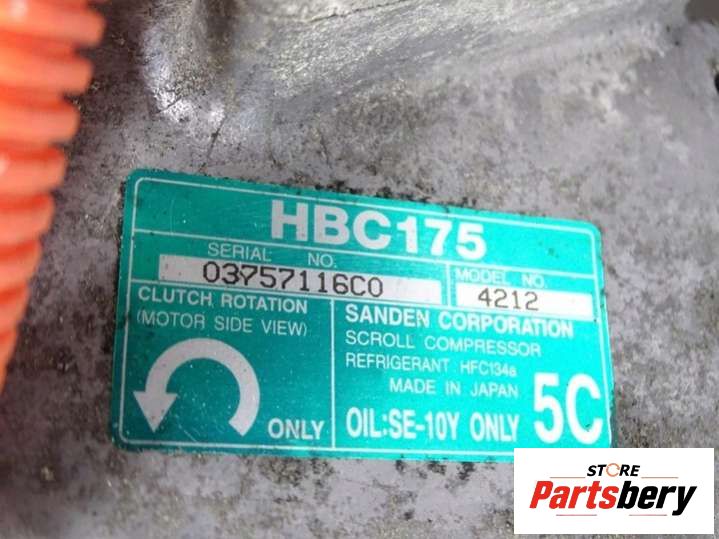 HBC175
SERIAL NO.
03757116C0
MODEL NO.
4212
CLUTCH ROTATION
(MOTOR SIDE VIEW)
ONLY
SANDEN CORPORATION
SCROLL COMPRESSOR
REFRIGERANT HFC134a
MADE IN JAPAN
OIL:SE-10Y ONLY
5C
STORE
Partsbery